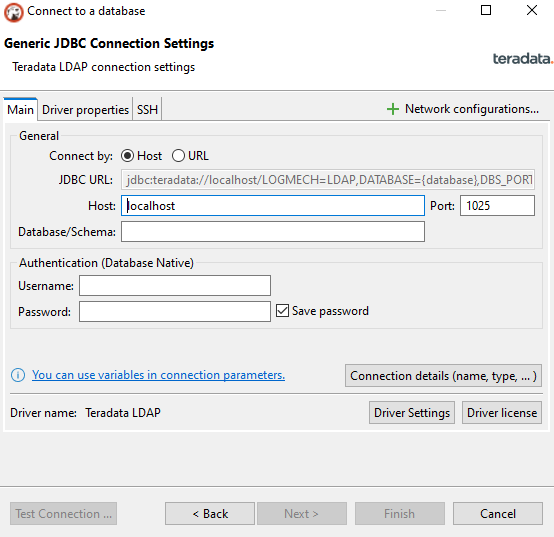 Connect to a database
Generic JDBC Connection Settings
Teradata LDAP connection settings
teradata.
Main Driver properties SSH
Network configurations...
General
Connect by: Host URL
JDBC URL: jdbc:teradata://localhost/LOGMECH=LDAP,DATABASE={database},DBS_PORT
Host: localhost Port: 1025
Database/Schema:
Authentication (Database Native)
Username:
Password: Save password
You can use variables in connection parameters.
Connection details (name, type, ... )
Driver name: Teradata LDAP Driver Settings Driver license
Test Connection ... < Back Next > Finish Cancel